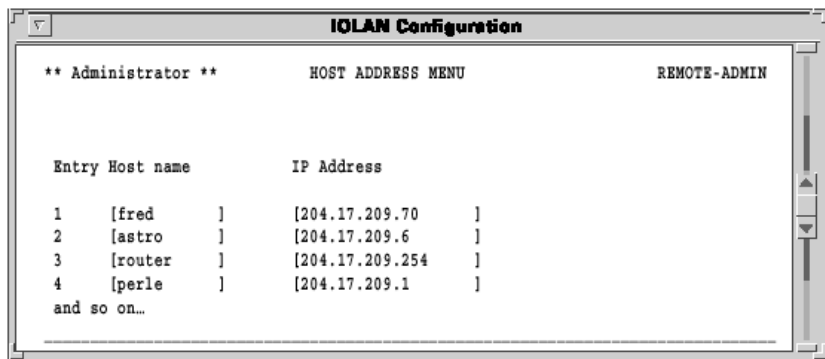 IOLAN Configuration
** Administrator ** HOST ADDRESS MENU REMOTE-ADMIN
Entry Host name IP Address
1 [fred ] [204.17.209.70 ]
2 [astro ] [204.17.209.6 ]
3 [router ] [204.17.209.254 ]
4 [perle ] [204.17.209.1 ]
and so on…